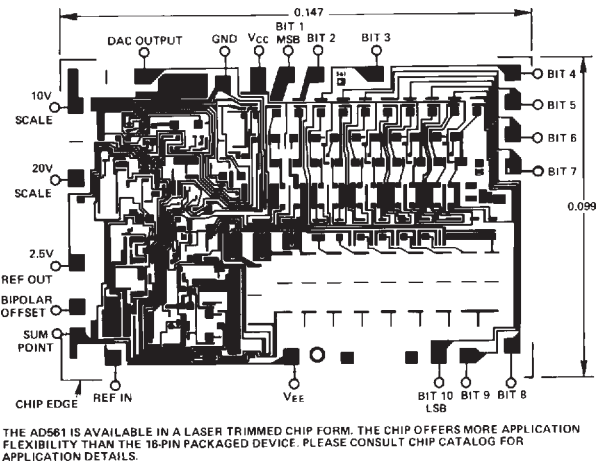 0.147
BIT 1
DAC OUTPUT GND VCC MSB BIT 2 BIT 3
BIT 4
10V
SCALE
BIT 5
BIT 6
20V
SCALE
BIT 7
0.099
2.5V
REF OUT
BIPOLAR
OFFSET
SUM
POINT
CHIP EDGE
REF IN
VEE
BIT 10
LSB
BIT 9
BIT 8
561
THE AD561 IS AVAILABLE IN A LASER TRIMMED CHIP FORM. THE CHIP OFFERS MORE APPLICATION
FLEXIBILITY THAN THE 16-PIN PACKAGED DEVICE. PLEASE CONSULT CHIP CATALOG FOR
APPLICATION DETAILS.